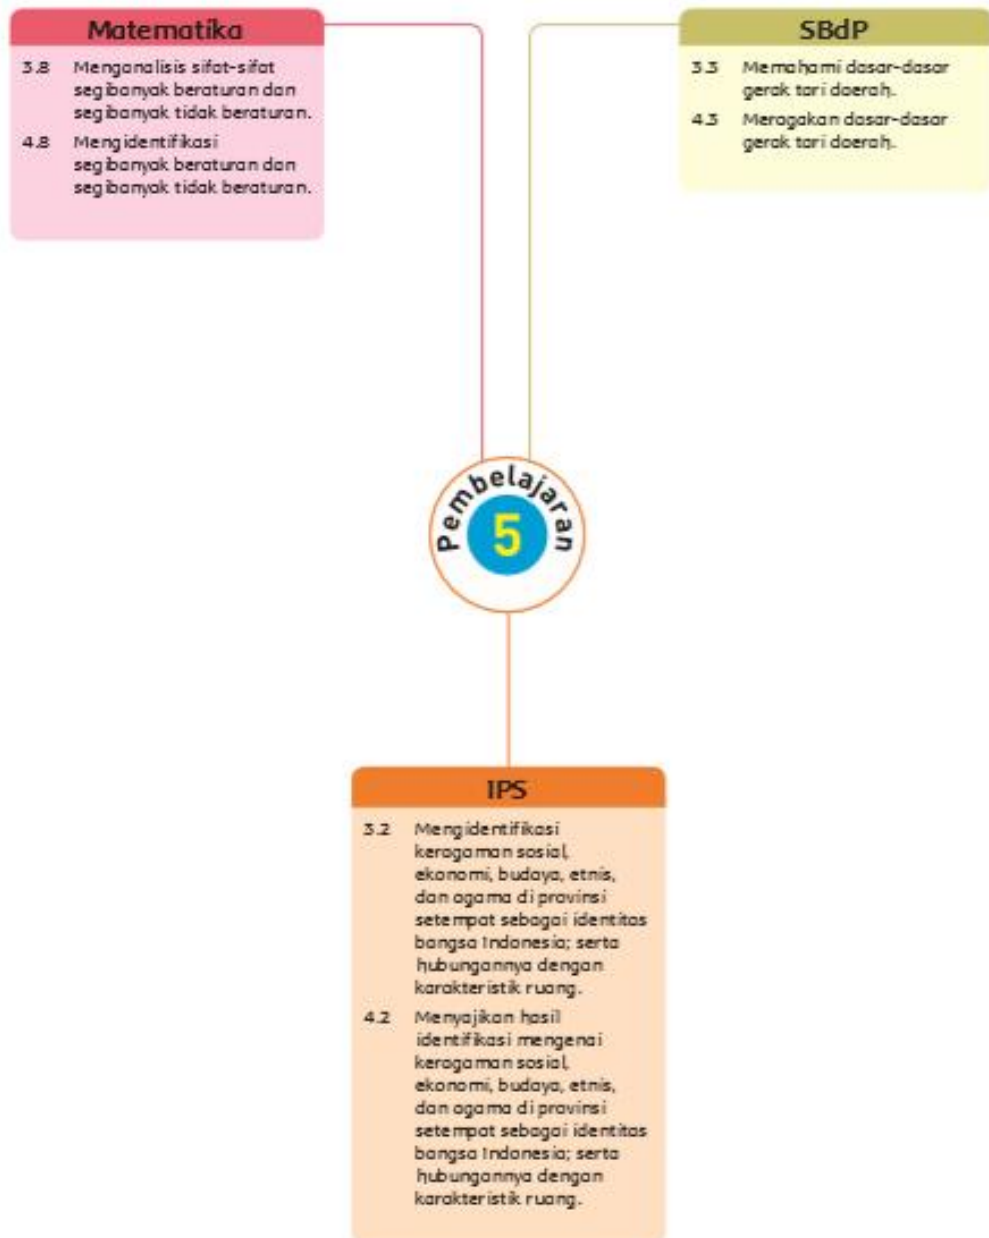 Matematika
3.8 Menganalisis sifat-sifat
segibanyak beraturan dan
segibanyak tidak beraturan.
4.8 Mengidentifikasi
segibanyak beraturan dan
segibanyak tidak beraturan.
SBdP
3.3 Memahami dasar-dasar
gerak tari daerah.
4.3 Meragakan dasar-dasar
gerak tari daerah.
Pembelajaran
5
IPS
3.2 Mengidentifikasi
keragaman sosial,
ekonomi, budaya, etnis,
dan agama di provinsi
setempat sebagai identitas
bangsa Indonesia; serta
hubungannya dengan
karakteristik ruang.
4.2 Menyajikan hasil
identifikasi mengenai
keragaman sosial,
ekonomi, budaya, etnis,
dan agama di provinsi
setempat sebagai identitas
bangsa Indonesia; serta
hubungannya dengan
karakteristik ruang.